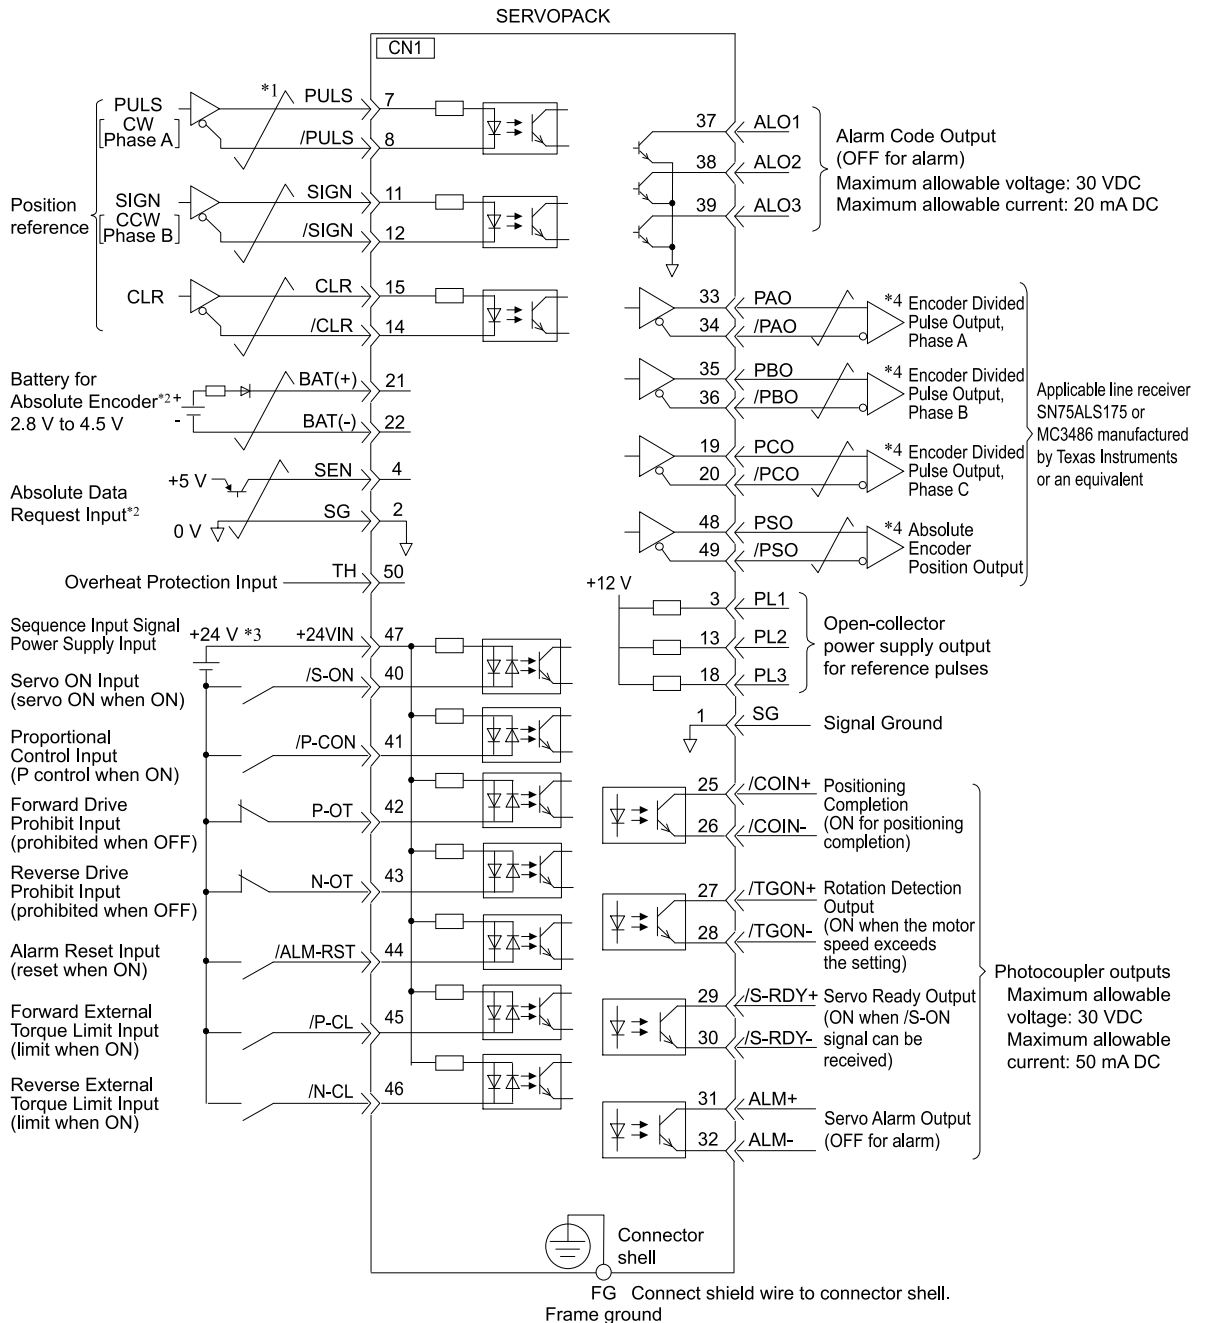 SERVOPACK
CN1
Position
reference
PULS
CW
Phase A
*1
PULS
7
/PULS
8
SIGN
CCW
Phase B
SIGN
11
/SIGN
12
CLR
CLR
15
/CLR
14
Battery for
Absolute Encoder*2
2.8 V to 4.5 V
+
-
BAT(+)
21
BAT(-)
22
Absolute Data
Request Input*2
+5 V
SEN
4
0 V
SG
2
Overheat Protection Input
TH
50
Sequence Input Signal
Power Supply Input
+24 V *3
+24VIN
47
Servo ON Input
(servo ON when ON)
/S-ON
40
Proportional
Control Input
(P control when ON)
/P-CON
41
Forward Drive
Prohibit Input
(prohibited when OFF)
P-OT
42
Reverse Drive
Prohibit Input
(prohibited when OFF)
N-OT
43
Alarm Reset Input
(reset when ON)
/ALM-RST
44
Forward External
Torque Limit Input
(limit when ON)
/P-CL
45
Reverse External
Torque Limit Input
(limit when ON)
/N-CL
46
37
ALO1
38
ALO2
39
ALO3
Alarm Code Output
(OFF for alarm)
Maximum allowable voltage: 30 VDC
Maximum allowable current: 20 mA DC
33
PAO
34
/PAO
*4 Encoder Divided
Pulse Output,
Phase A
35
PBO
36
/PBO
*4 Encoder Divided
Pulse Output,
Phase B
19
PCO
20
/PCO
*4 Encoder Divided
Pulse Output,
Phase C
48
PSO
49
/PSO
*4 Absolute
Encoder
Position Output
Applicable line receiver
SN75ALS175 or
MC3486 manufactured
by Texas Instruments
or an equivalent
+12 V
3
PL1
13
PL2
18
PL3
Open-collector
power supply output
for reference pulses
1
SG
Signal Ground
25
/COIN+
26
/COIN-
Positioning
Completion
(ON for positioning
completion)
27
/TGON+
28
/TGON-
Rotation Detection
Output
(ON when the motor
speed exceeds
the setting)
29
/S-RDY+
30
/S-RDY-
Servo Ready Output
(ON when /S-ON
signal can be
received)
31
ALM+
32
ALM-
Servo Alarm Output
(OFF for alarm)
Photocoupler outputs
Maximum allowable
voltage: 30 VDC
Maximum allowable
current: 50 mA DC
Connector
shell
FG Connect shield wire to connector shell.
Frame ground